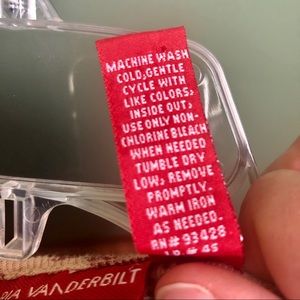 MACHINE WASH
COLD, GENTLE
CYCLE WITH
LIKE COLORS,
INSIDE OUT,
USE ONLY NON-
CHLORINE BLEACH
WHEN NEEDED
TUMBLE DRY
LOW, REMOVE
PROMPTLY.
WARM IRON
AS NEEDED.
RN# 93428
VANDERBILT